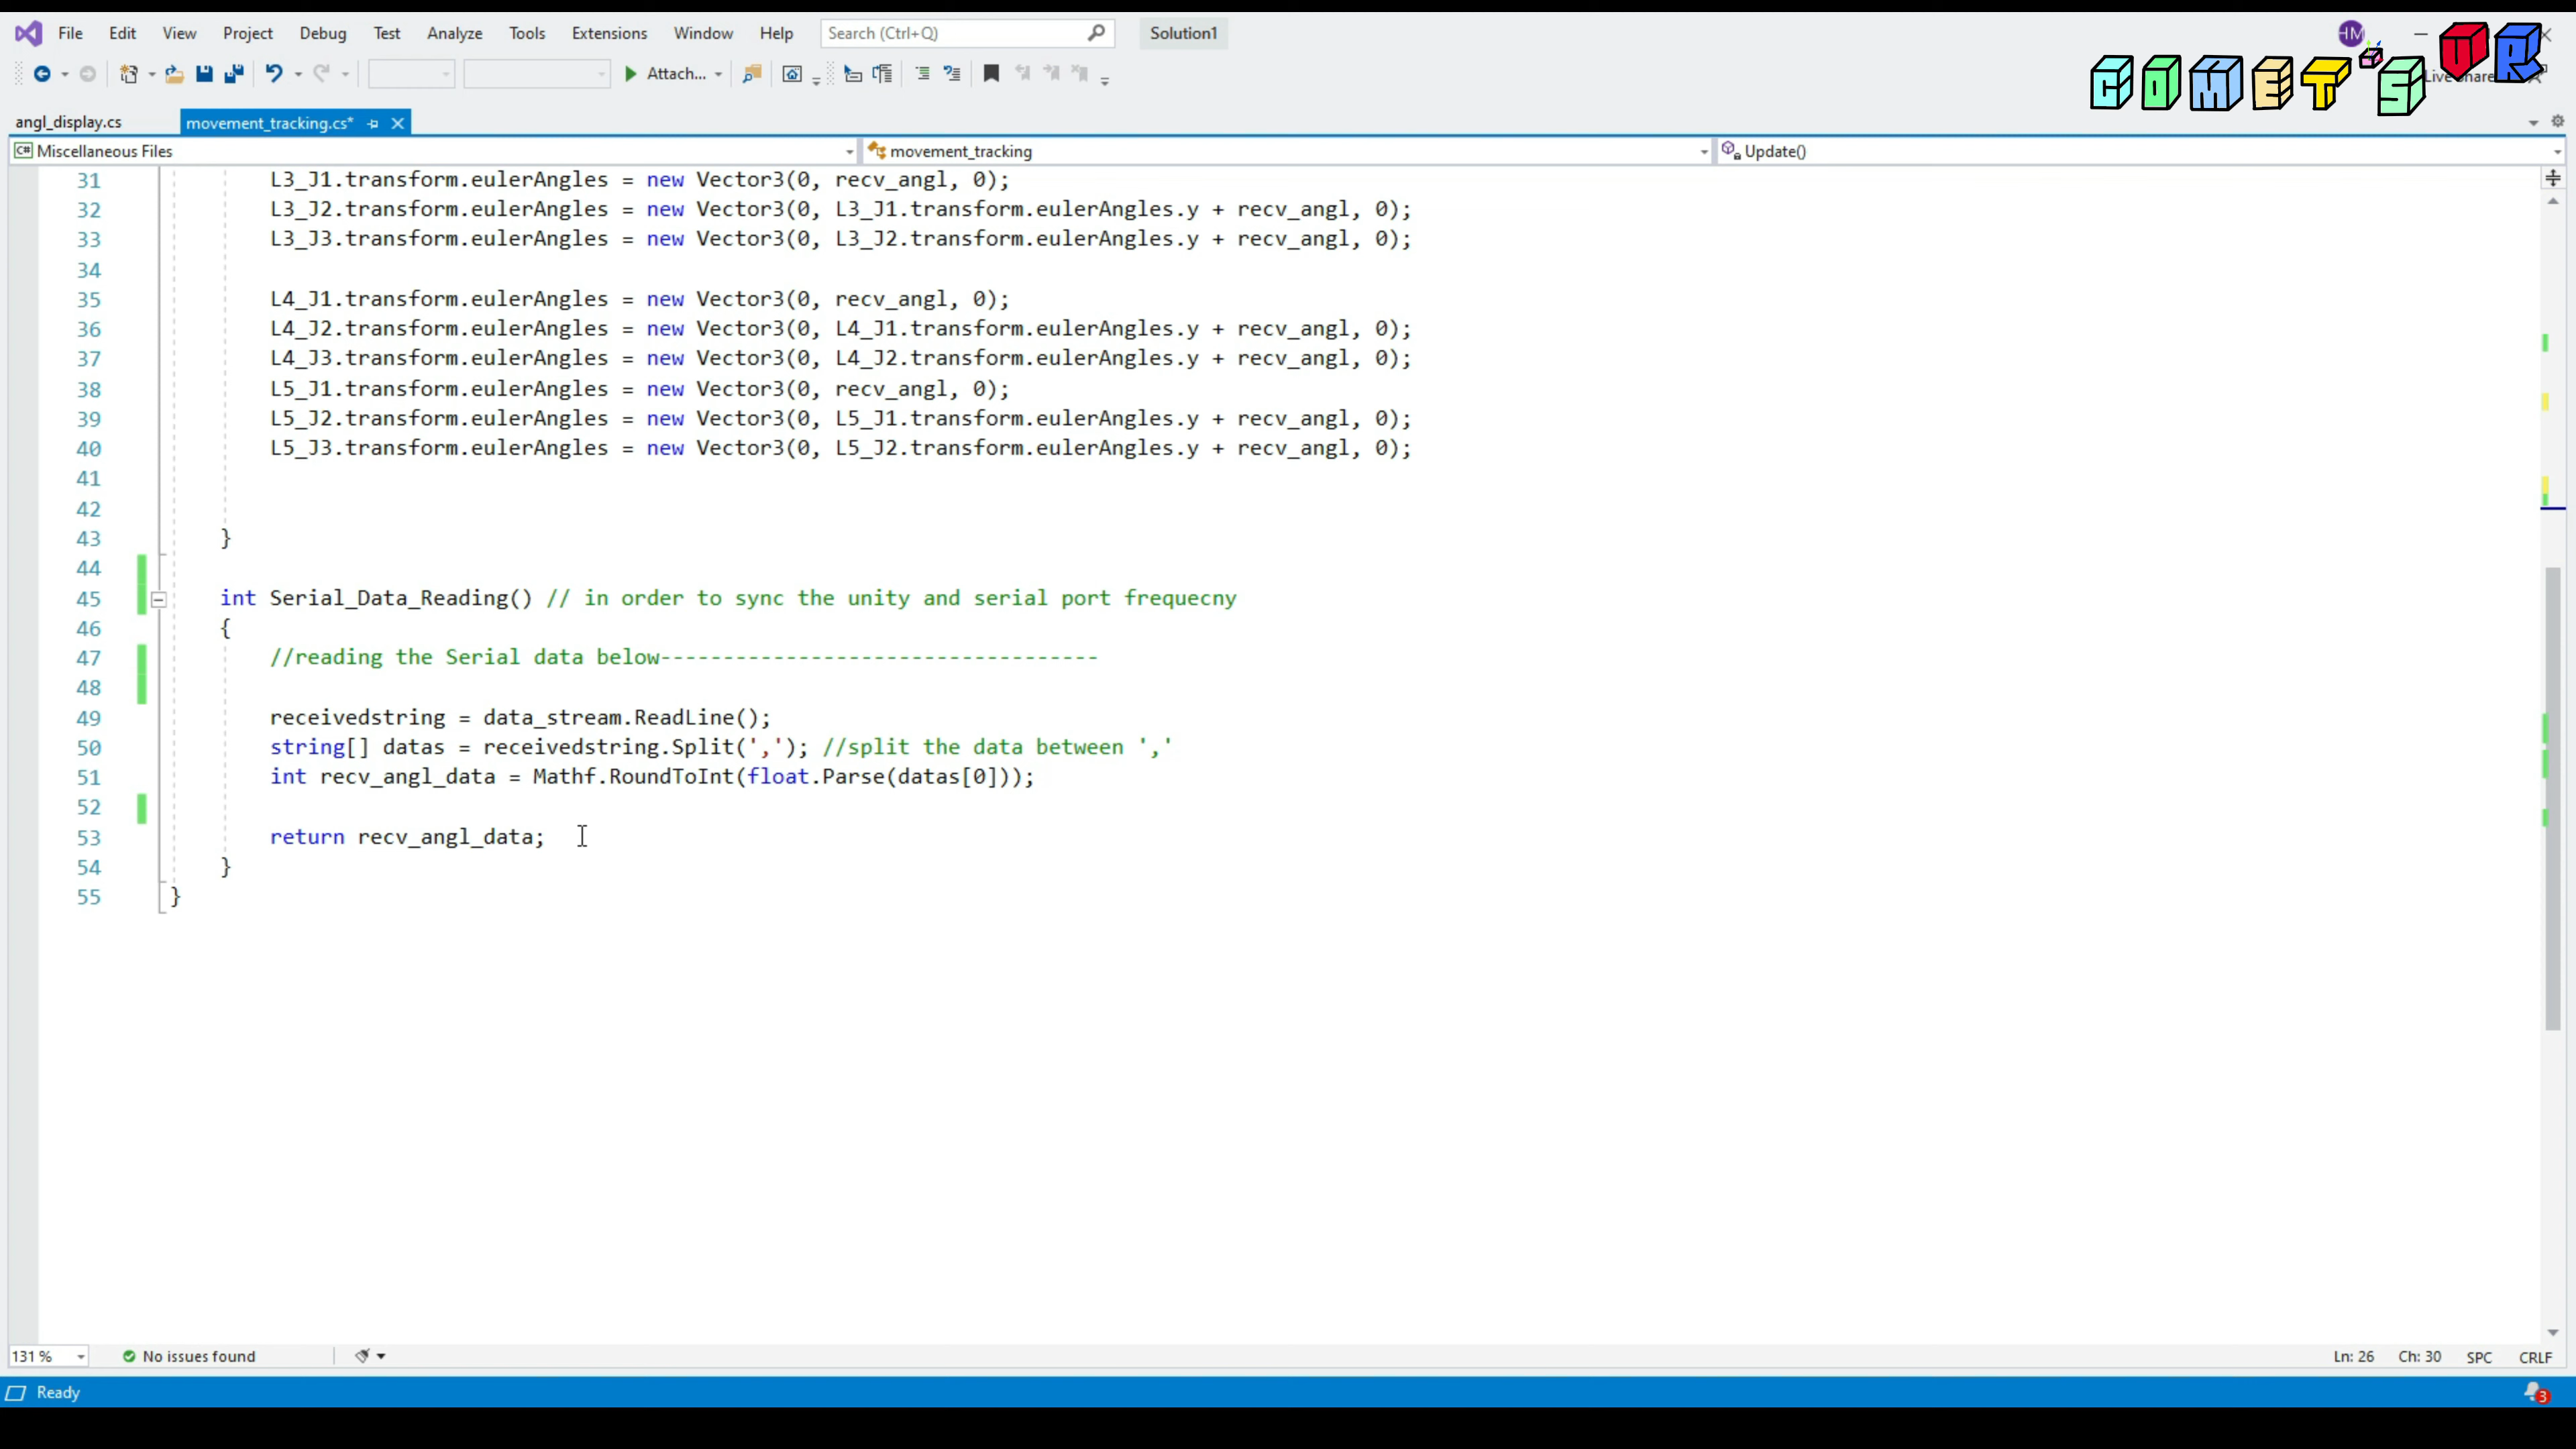 File Edit View Project Debug Test Analyze Tools Extensions Window Help Search (Ctrl+Q) Solution1 HM
Attach... Live Share
COMET'S VR
angl_display.cs movement_tracking.cs*
C# Miscellaneous Files movement_tracking Update()
31 L3_J1.transform.eulerAngles = new Vector3(0, recv_angl, 0);
32 L3_J2.transform.eulerAngles = new Vector3(0, L3_J1.transform.eulerAngles.y + recv_angl, 0);
33 L3_J3.transform.eulerAngles = new Vector3(0, L3_J2.transform.eulerAngles.y + recv_angl, 0);
34
35 L4_J1.transform.eulerAngles = new Vector3(0, recv_angl, 0);
36 L4_J2.transform.eulerAngles = new Vector3(0, L4_J1.transform.eulerAngles.y + recv_angl, 0);
37 L4_J3.transform.eulerAngles = new Vector3(0, L4_J2.transform.eulerAngles.y + recv_angl, 0);
38 L5_J1.transform.eulerAngles = new Vector3(0, recv_angl, 0);
39 L5_J2.transform.eulerAngles = new Vector3(0, L5_J1.transform.eulerAngles.y + recv_angl, 0);
40 L5_J3.transform.eulerAngles = new Vector3(0, L5_J2.transform.eulerAngles.y + recv_angl, 0);
41
42
43 }
44
45 int Serial_Data_Reading() // in order to sync the unity and serial port frequecny
46 {
47 //reading the Serial data below-----------------------------------
48
49 receivedstring = data_stream.ReadLine();
50 string[] datas = receivedstring.Split(','); //split the data between ','
51 int recv_angl_data = Mathf.RoundToInt(float.Parse(datas[0]));
52
53 return recv_angl_data;
54 }
55 }
131 % No issues found Ln: 26 Ch: 30 SPC CRLF
Ready 3